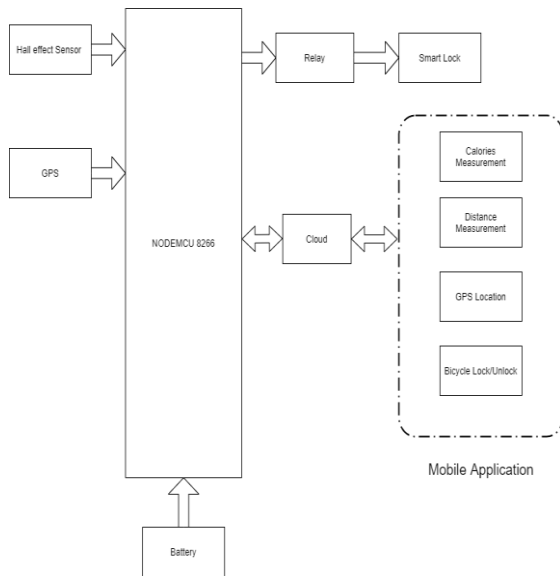 Hall effect Sensor
Relay
Smart Lock
Calories
Measurement
GPS
Distance
Measurement
NODEMCU 8266
Cloud
GPS Location
Bicycle Lock/Unlock
Mobile Application
Battery